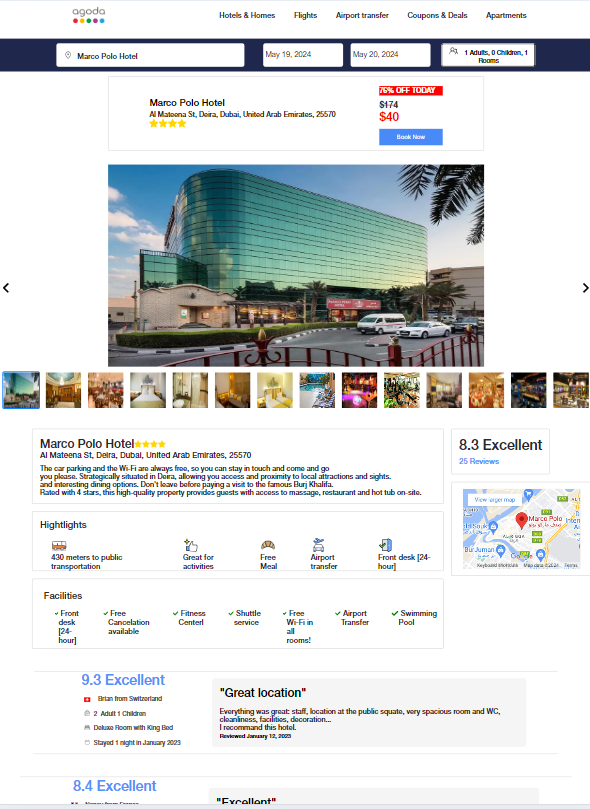 agoda
Hotels & Homes Flights Airport transfer Coupons & Deals Apartments
Marco Polo Hotel May 19, 2024 May 20, 2024 1 Adults, 0 Children, 1
Rooms
76% OFF TODAY
Marco Polo Hotel
$174
Al Mateena St, Deira, Dubai, United Arab Emirates, 25570
$40
Book Now
Marco Polo Hotel
Al Mateena St, Deira, Dubai, United Arab Emirates, 25570
The car parking and the Wi-Fi are always free, so you can stay in touch and come and go
you please. Strategically situated in Deira, allowing you access and proximity to local attractions and sights.
and interesting dining options. Don't leave before paying a visit to the famous Burj Khalifa.
Rated with 4 stars, this high-quality property provides guests with access to massage, restaurant and hot tub on-site.
8.3 Excellent
25 Reviews
View larger map
Marco Polo
BurJuman
Google
Keyboard shortcuts Map data ©2024 Terms
Hightlights
430 meters to public
transportation
Great for
activities
Free
Meal
Airport
transfer
Front desk [24-
hour]
Facilities
Front
desk
[24-
hour]
Free
Cancelation
available
Fitness
Centerl
Shuttle
service
Free
Wi-Fi in
all
rooms!
Airport
Transfer
Swimming
Pool
9.3 Excellent
Brian from Switzerland
2 Adult 1 Children
Deluxe Room with King Bed
Stayed 1 night in January 2023
"Great location"
Everything was great: staff, location at the public squate, very spacious room and WC,
cleanliness, facilities, decoration...
I recommand this hotel.
Reviewed January 12, 2023
8.4 Excellent
"Excellent"